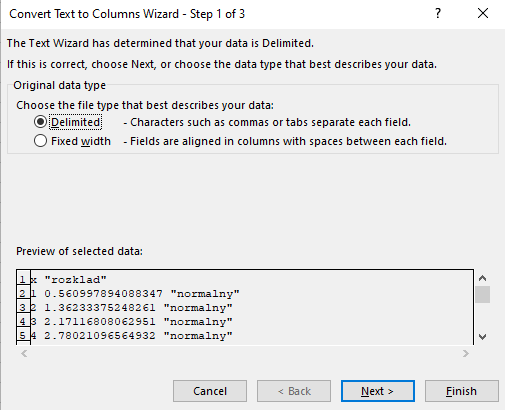 Convert Text to Columns Wizard - Step 1 of 3
The Text Wizard has determined that your data is Delimited.
If this is correct, choose Next, or choose the data type that best describes your data.
Original data type
Choose the file type that best describes your data:
Delimited - Characters such as commas or tabs separate each field.
Fixed width - Fields are aligned in columns with spaces between each field.
Preview of selected data:
1 x "rozklad"
2 1 0.560997894088347 "normalny"
3 2 1.36233375248261 "normalny"
4 3 2.17116808062951 "normalny"
5 4 2.78021096564932 "normalny"
Cancel < Back Next > Finish